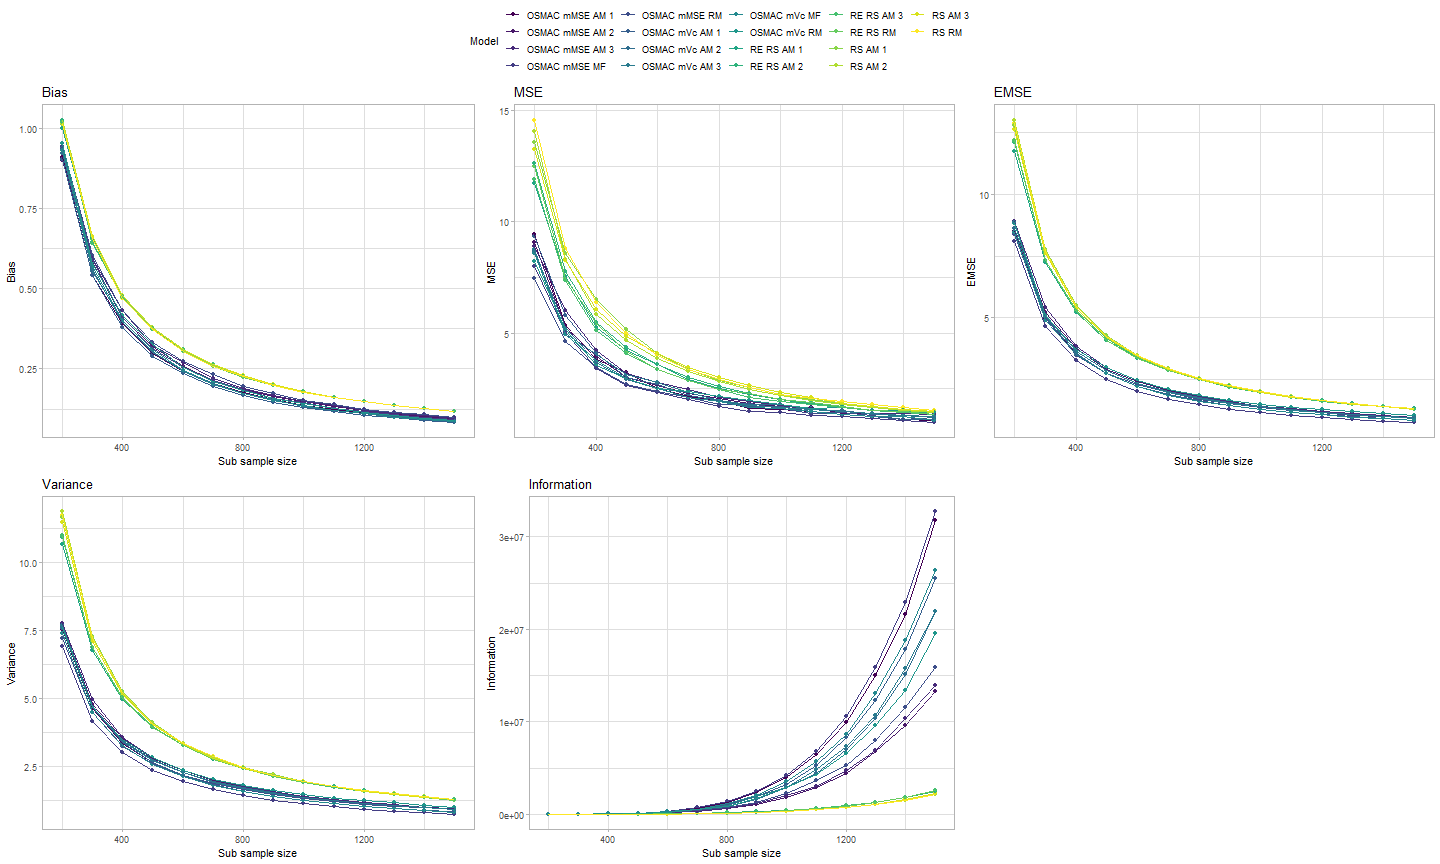 OSMAC mMSE AM 1 OSMAC mMSE RM OSMAC mVc MF RE RS AM 3 RS AM 3
OSMAC mMSE AM 2 OSMAC mVc AM 1 OSMAC mVc RM RE RS RM RS RM
Model
OSMAC mMSE AM 3 OSMAC mVc AM 2 RE RS AM 1 RS AM 1
OSMAC mMSE MF OSMAC mVc AM 3 RE RS AM 2 RS AM 2
Bias
1.00
0.75
0.50
0.25
Bias
400 800 1200
Sub sample size
MSE
15
10
5
MSE
400 800 1200
Sub sample size
EMSE
10
5
EMSE
400 800 1200
Sub sample size
Variance
10.0
7.5
5.0
2.5
Variance
400 800 1200
Sub sample size
Information
3e+07
2e+07
1e+07
0e+00
Information
400 800 1200
Sub sample size